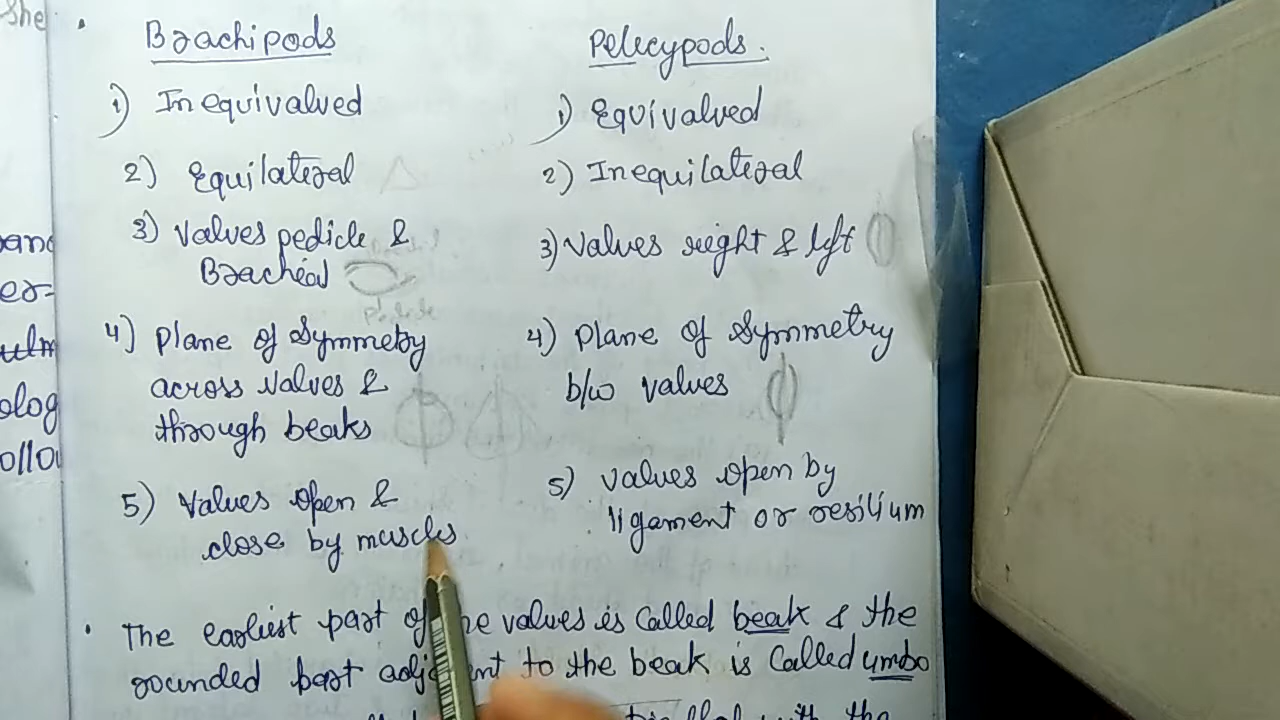 She
Brachipods
Pelecypods.
1) Inequivalved
1) Equivalved
2) Equilateral
2) Inequilateral
3) Valves pedicle &
Bracheal
3) Valves right & left
4) Plane of Symmetry
across valves &
through beaks
4) Plane of Symmetry
b/w valves
5) Valves open &
close by muscles.
5) Valves open by
ligament or resilium
• The earliest part of the valves is called beak & the
rounded part adjacent to the beak is called umbo